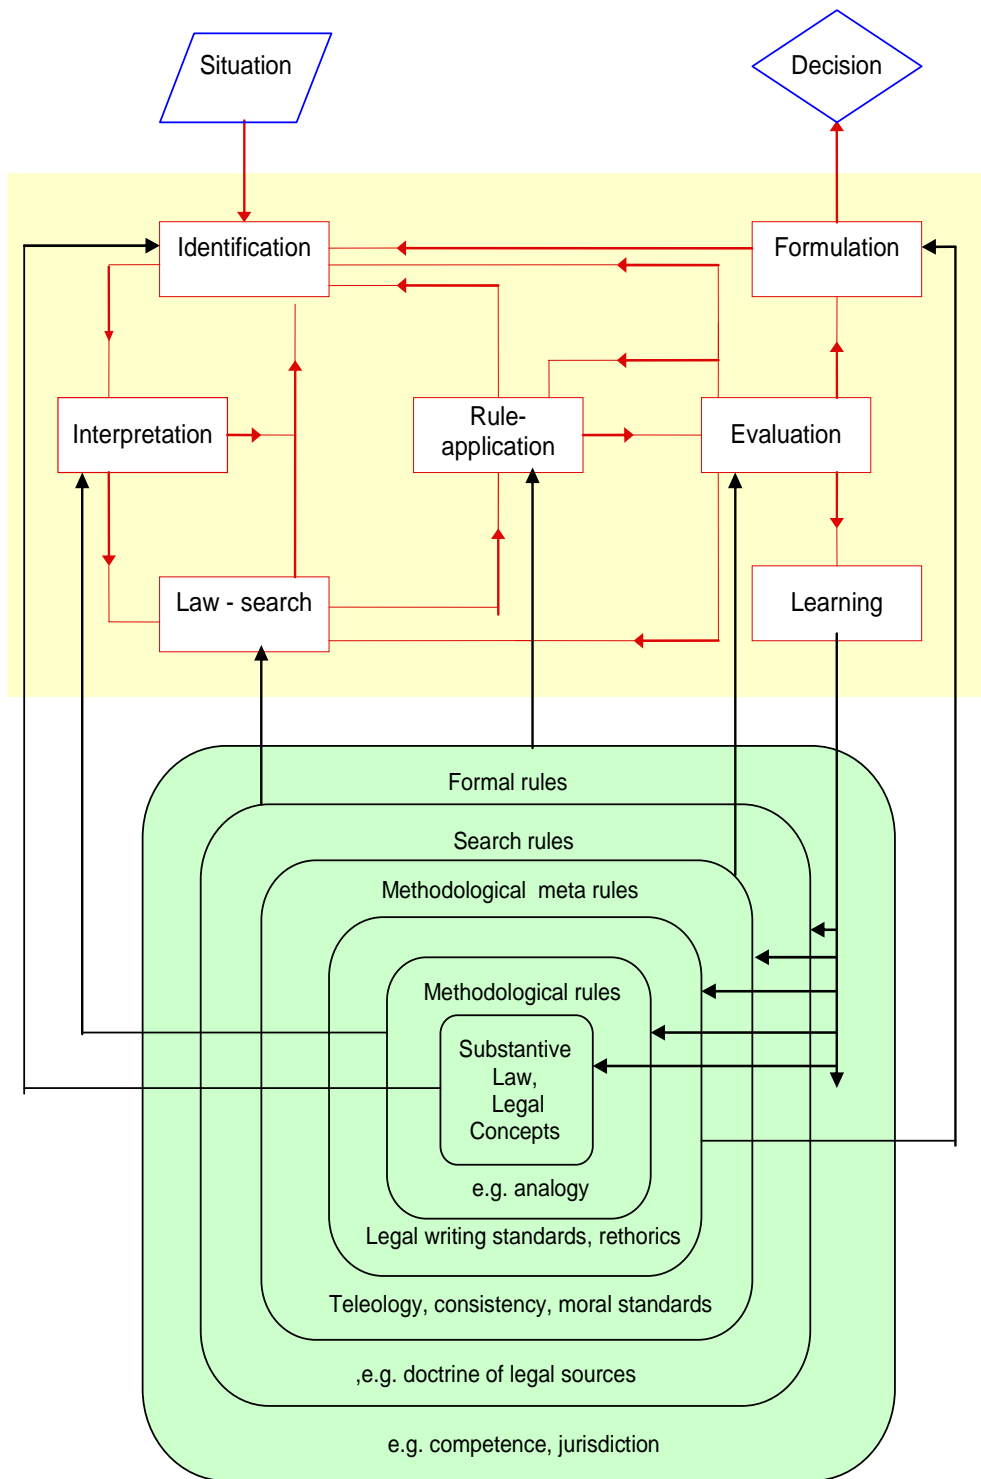 Situation
Decision
Identification
Formulation
Interpretation
Rule-
application
Evaluation
Law - search
Learning
Formal rules
Search rules
Methodological  meta rules
Methodological rules
Substantive
Law,
Legal
Concepts
e.g. analogy
Legal writing standards, rethorics
Teleology, consistency, moral standards
,e.g. doctrine of legal sources
e.g. competence, jurisdiction